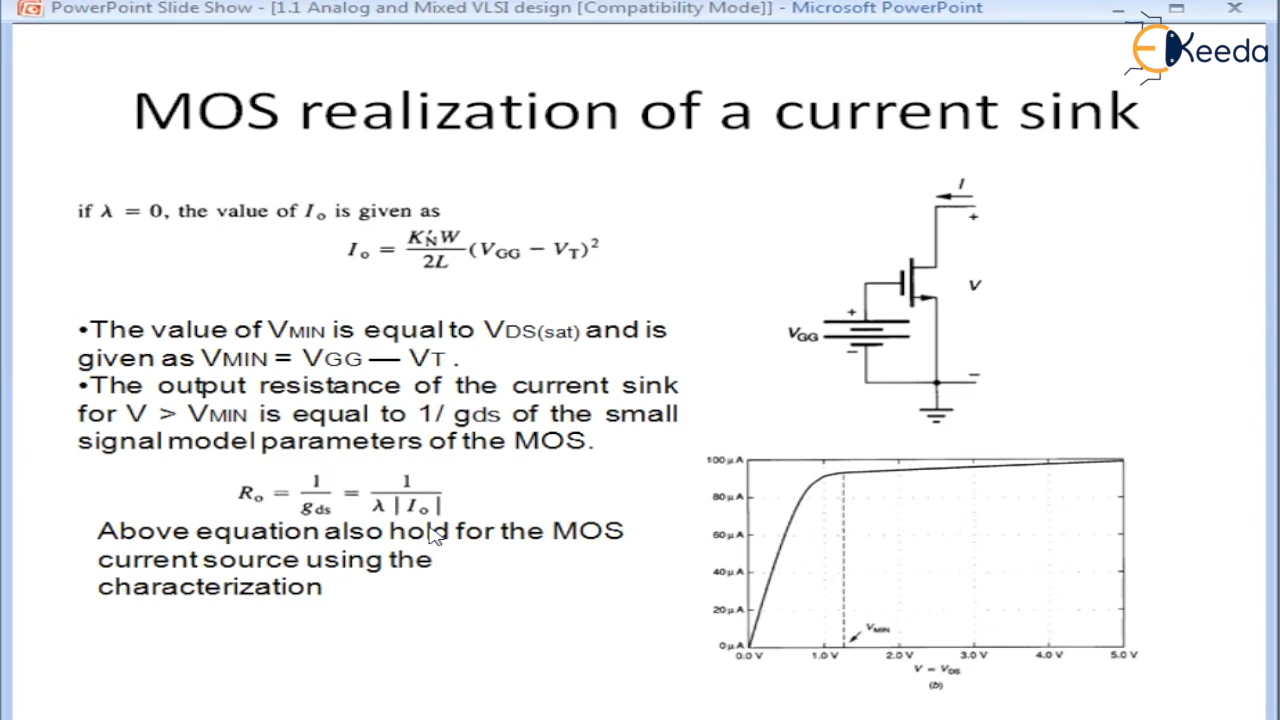 PowerPoint Slide Show - [1.1 Analog and Mixed VLSI design [Compatibility Mode]] - Microsoft PowerPoint
EKeeda
MOS realization of a current sink
if λ = 0, the value of Io is given as
Io = K'N W / 2L (VGG − VT)²
•The value of VMIN is equal to VDS(sat) and is
given as VMIN = VGG — VT .
•The output resistance of the current sink
for V > VMIN is equal to 1/ gds of the small
signal model parameters of the MOS.
Ro = 1 / gds = 1 / λ | Io |
Above equation also hold for the MOS
current source using the
characterization
I
+
V
+
VGG
−
−
100 µA
80 µA
60 µA
40 µA
20 µA
0 µA
VMIN
0.0 V 1.0 V 2.0 V 3.0 V 4.0 V 5.0 V
V = VDS
(b)